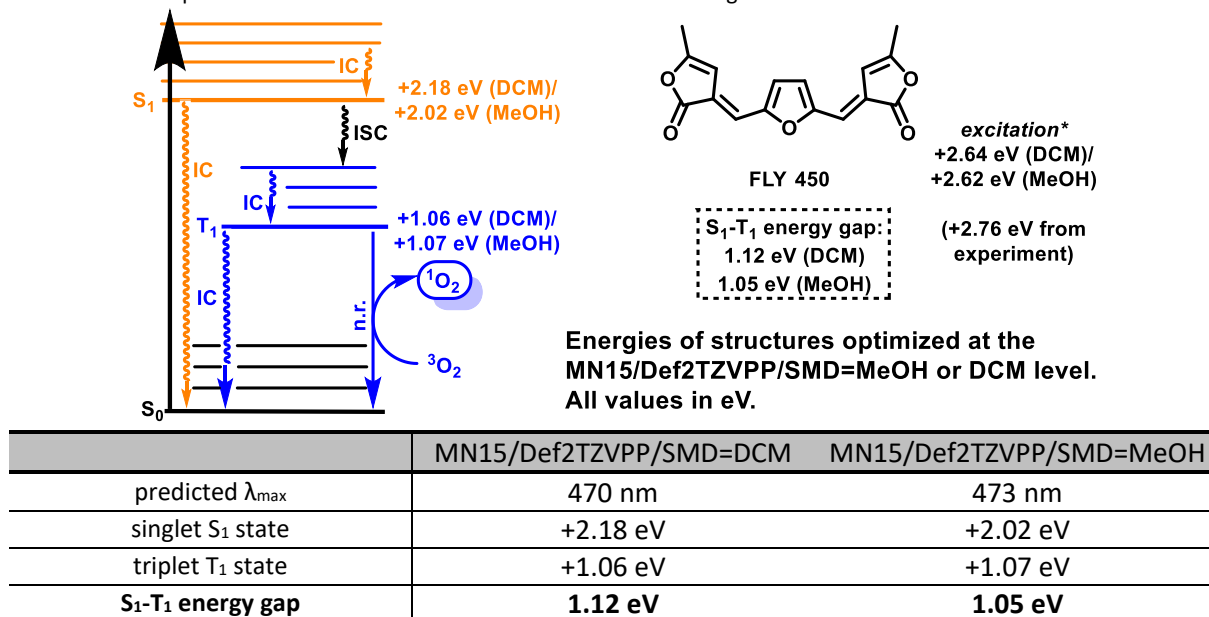 IC
S1
+2.18 eV (DCM)/
+2.02 eV (MeOH)
ISC
IC
IC
T1
+1.06 eV (DCM)/
+1.07 eV (MeOH)
IC
n.r.
¹O₂
³O₂
S0
O
O
O
O
O
FLY 450
excitation*
+2.64 eV (DCM)/
+2.62 eV (MeOH)
S1-T1 energy gap:
1.12 eV (DCM)
1.05 eV (MeOH)
(+2.76 eV from
experiment)
Energies of structures optimized at the
MN15/Def2TZVPP/SMD=MeOH or DCM level.
All values in eV.
MN15/Def2TZVPP/SMD=DCM MN15/Def2TZVPP/SMD=MeOH
predicted λmax 470 nm 473 nm
singlet S1 state +2.18 eV +2.02 eV
triplet T1 state +1.06 eV +1.07 eV
S1-T1 energy gap 1.12 eV 1.05 eV